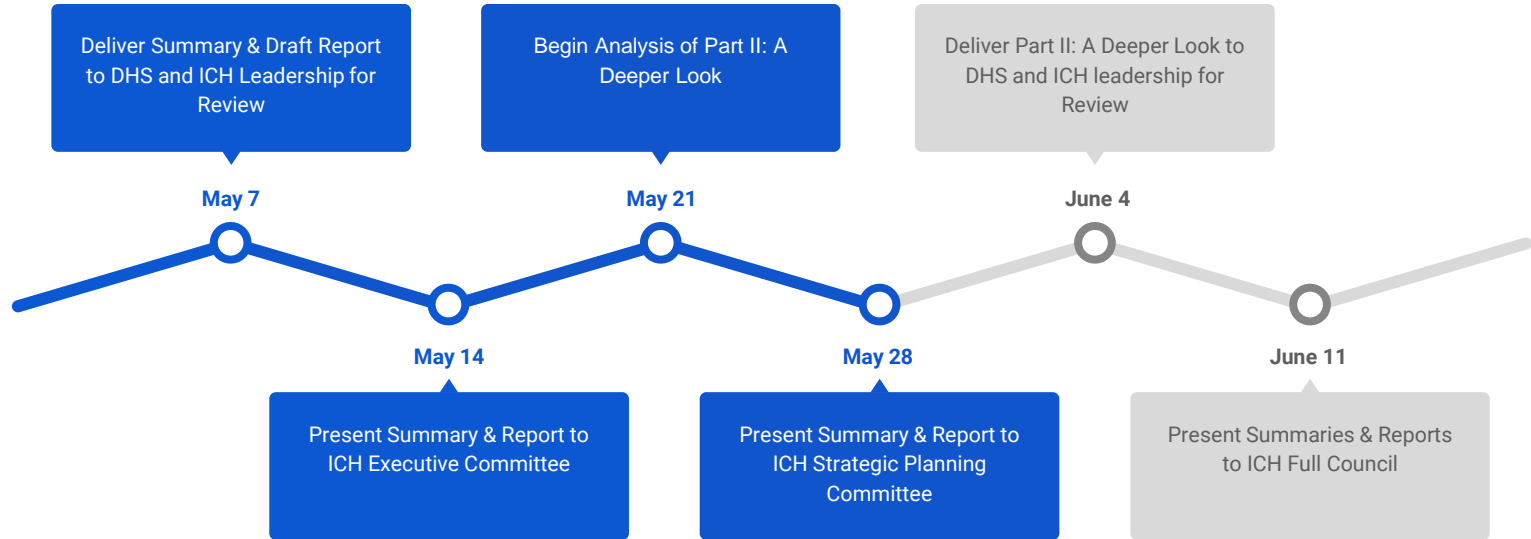 Deliver Summary & Draft Report
to DHS and ICH Leadership for
Review
May 7
Present Summary & Report to
ICH Executive Committee
May 14
Begin Analysis of Part II: A
Deeper Look
May 21
Present Summary & Report to
ICH Strategic Planning
Committee
May 28
Deliver Part II: A Deeper Look to
DHS and ICH leadership for
Review
June 4
Present Summaries & Reports
to ICH Full Council
June 11